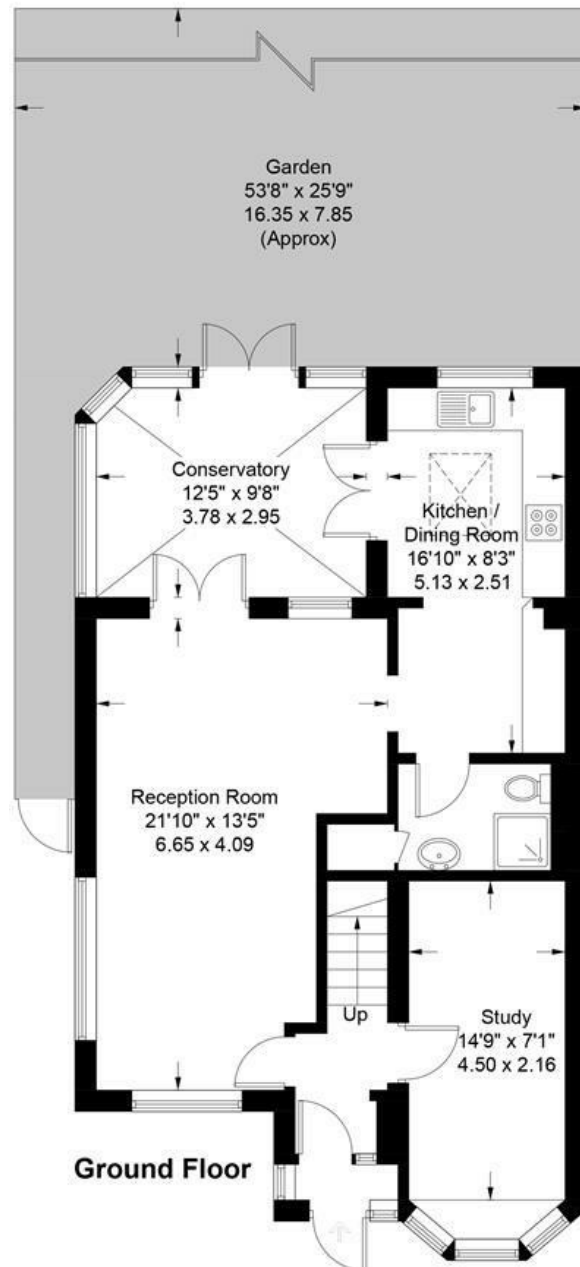 Garden
53'8" x 25'9"
16.35 x 7.85
(Approx)
Conservatory
12'5" x 9'8"
3.78 x 2.95
Kitchen /
Dining Room
16'10" x 8'3"
5.13 x 2.51
Reception Room
21'10" x 13'5"
6.65 x 4.09
Up
Study
14'9" x 7'1"
4.50 x 2.16
Ground Floor